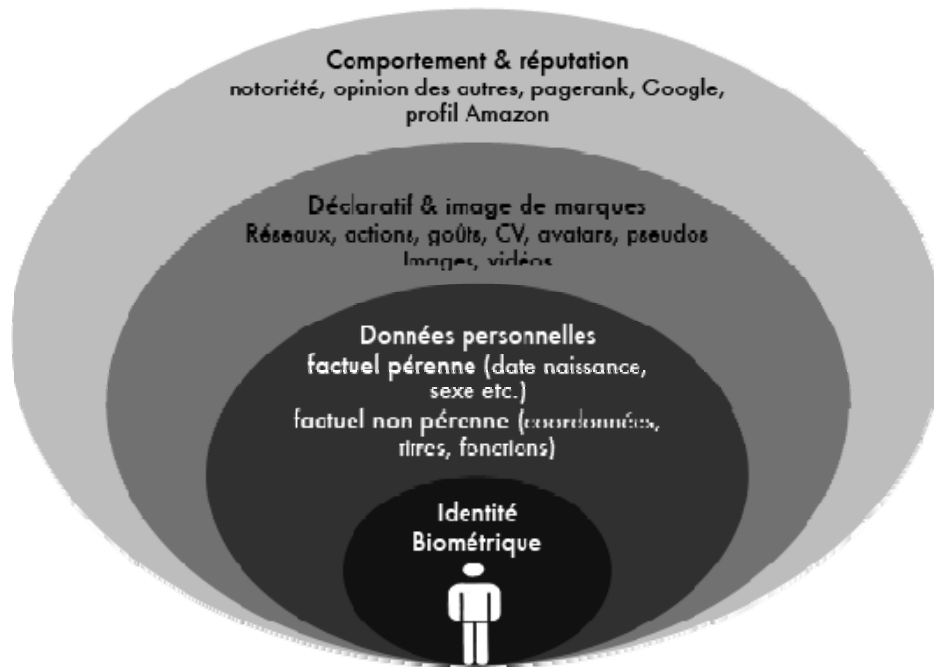 Comportement & réputation
notoriété, opinion des autres, pagerank, Google,
profil Amazon
Déclaratif & image de marques
Réseaux, actions, goûts, CV, avatars, pseudos
Images, vidéos
Données personnelles
factuel pérenne (date naissance,
sexe etc.)
factuel non pérenne (coordonnées,
titres, fonctions)
Identité
Biométrique